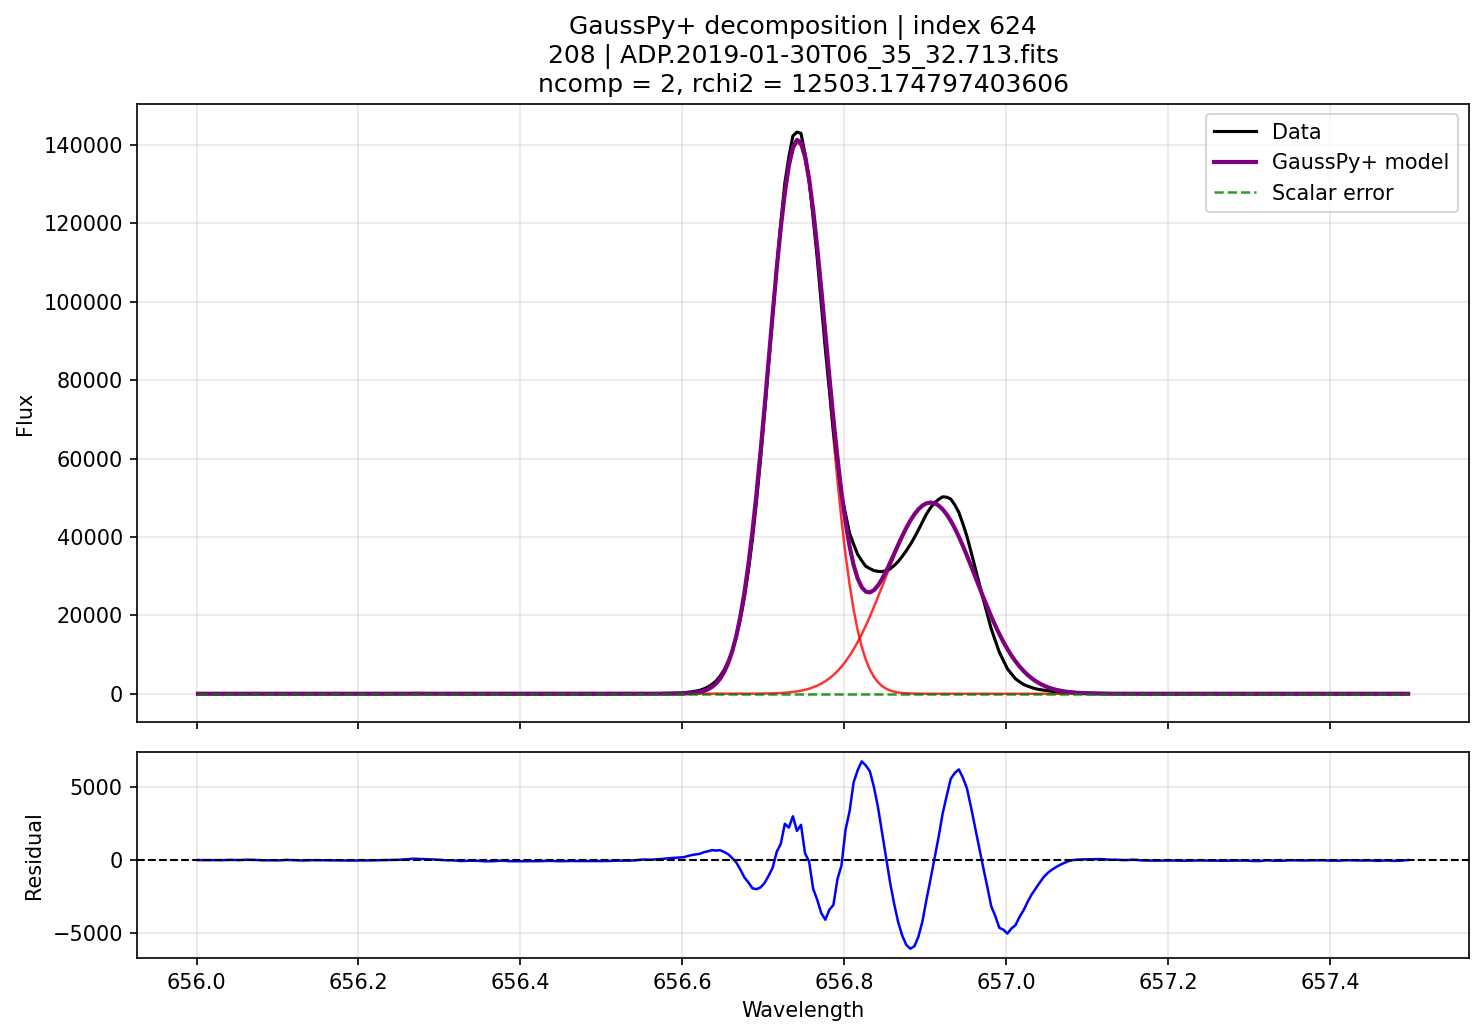 GaussPy+ decomposition | index 624
208 | ADP.2019-01-30T06_35_32.713.fits
ncomp = 2, rchi2 = 12503.174797403606
Data
GaussPy+ model
Scalar error
Flux
140000
120000
100000
80000
60000
40000
20000
0
Residual
5000
0
−5000
656.0 656.2 656.4 656.6 656.8 657.0 657.2 657.4
Wavelength